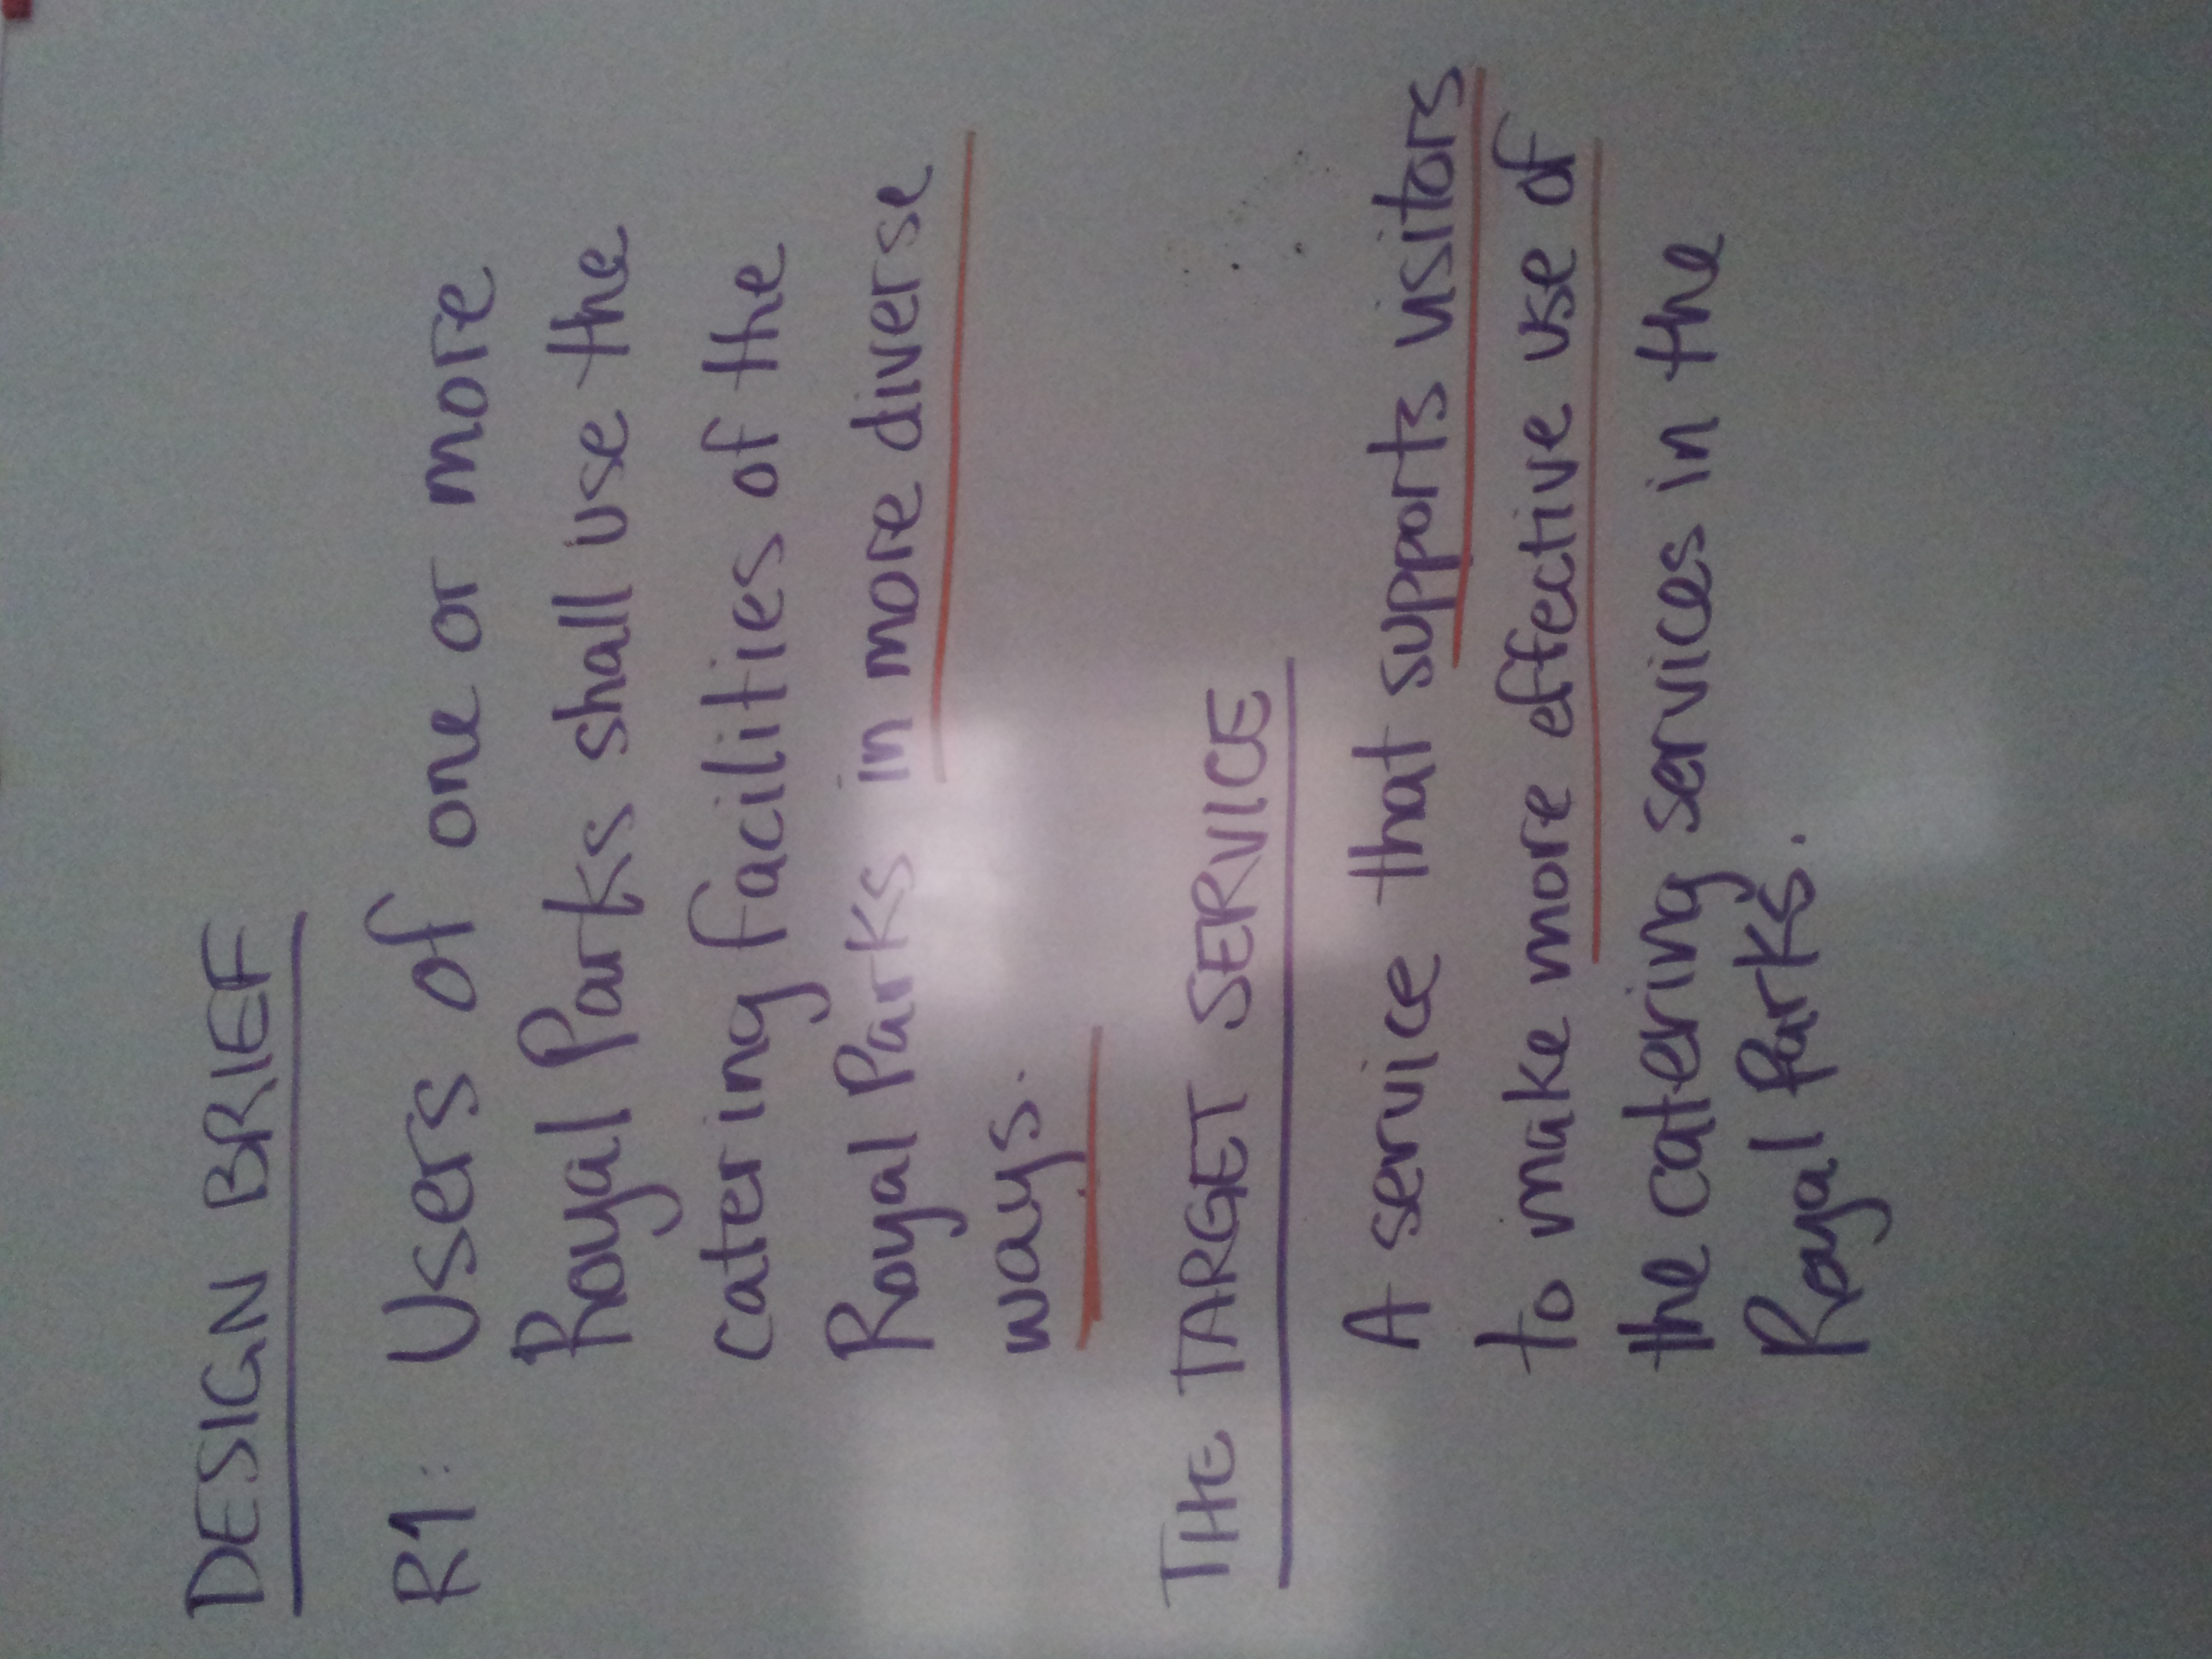 DESIGN BRIEF
R1: Users of one or more
Royal Parks shall use the
catering facilities of the
Royal Parks in more diverse
ways.
THE TARGET SERVICE
A service that supports visitors
to make more effective use of
the catering services in the
Royal Parks.